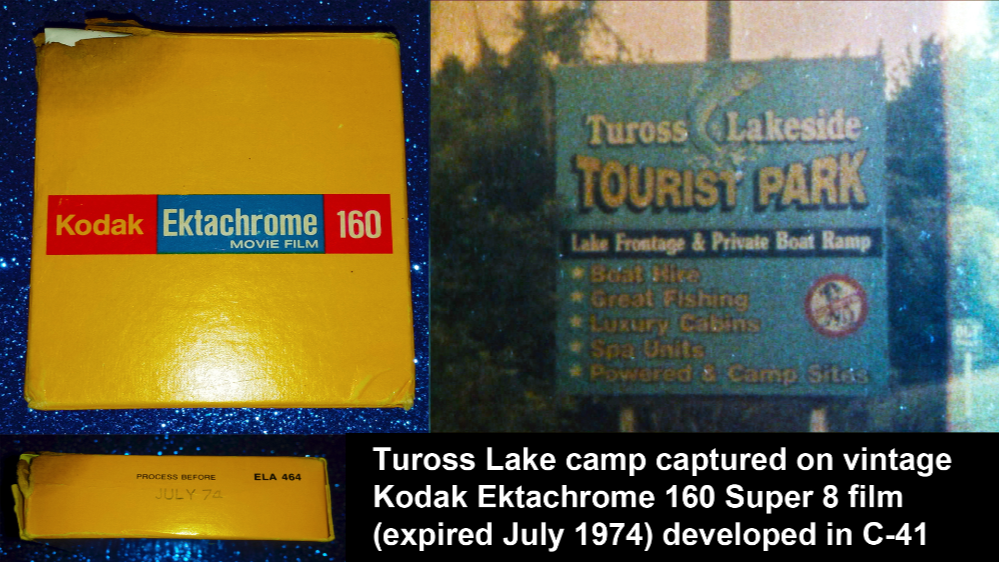 Kodak Ektachrome 160
MOVIE FILM
Tuross Lakeside
TOURIST PARK
Lake Frontage & Private Boat Ramp
★ Boat Hire
★ Great Fishing
★ Luxury Cabins
★ Spa Units
★ Powered & Camp Sites
PROCESS BEFORE ELA 464
JULY 74
Tuross Lake camp captured on vintage
Kodak Ektachrome 160 Super 8 film
(expired July 1974) developed in C-41